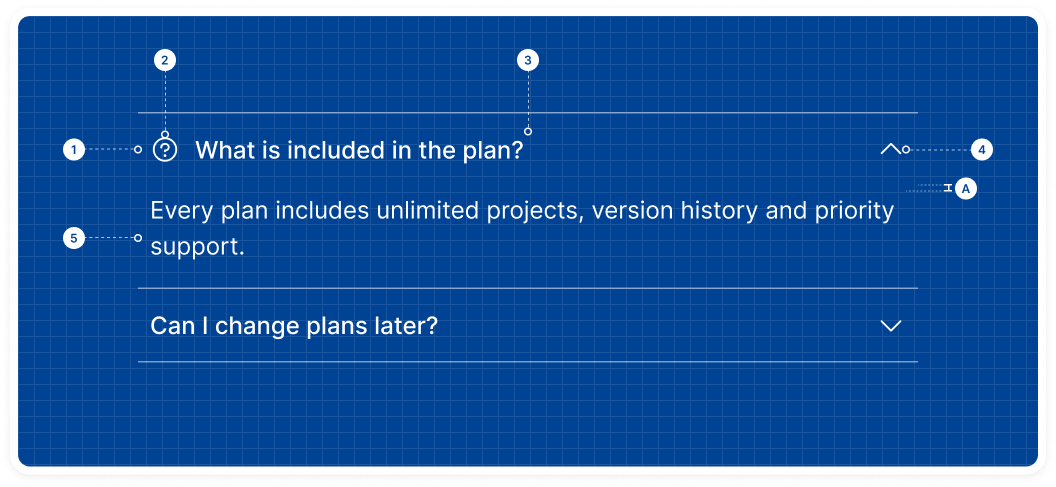 2
3
1
What is included in the plan?
4
A
Every plan includes unlimited projects, version history and priority
support.
5
Can I change plans later?